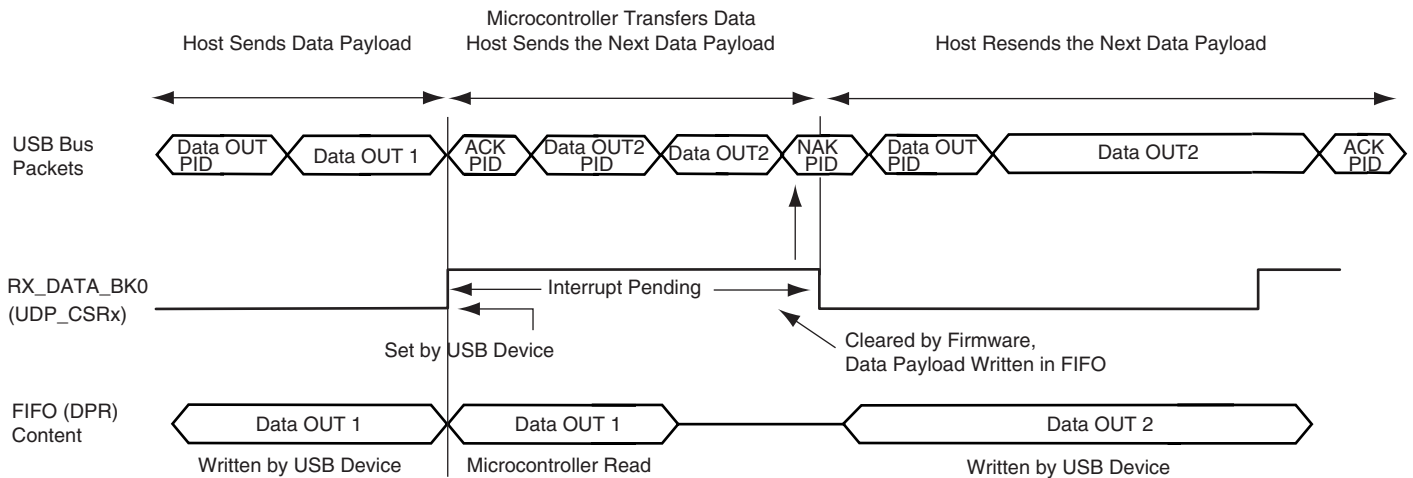 Host Sends Data Payload
Microcontroller Transfers Data
Host Sends the Next Data Payload
Host Resends the Next Data Payload
USB Bus
Packets
Data OUT
PID
Data OUT 1
ACK
PID
Data OUT2
PID
Data OUT2
NAK
PID
Data OUT
PID
Data OUT2
ACK
PID
RX_DATA_BK0
(UDP_CSRx)
Interrupt Pending
Set by USB Device
Cleared by Firmware,
Data Payload Written in FIFO
FIFO (DPR)
Content
Data OUT 1
Data OUT 1
Data OUT 2
Written by USB Device
Microcontroller Read
Written by USB Device